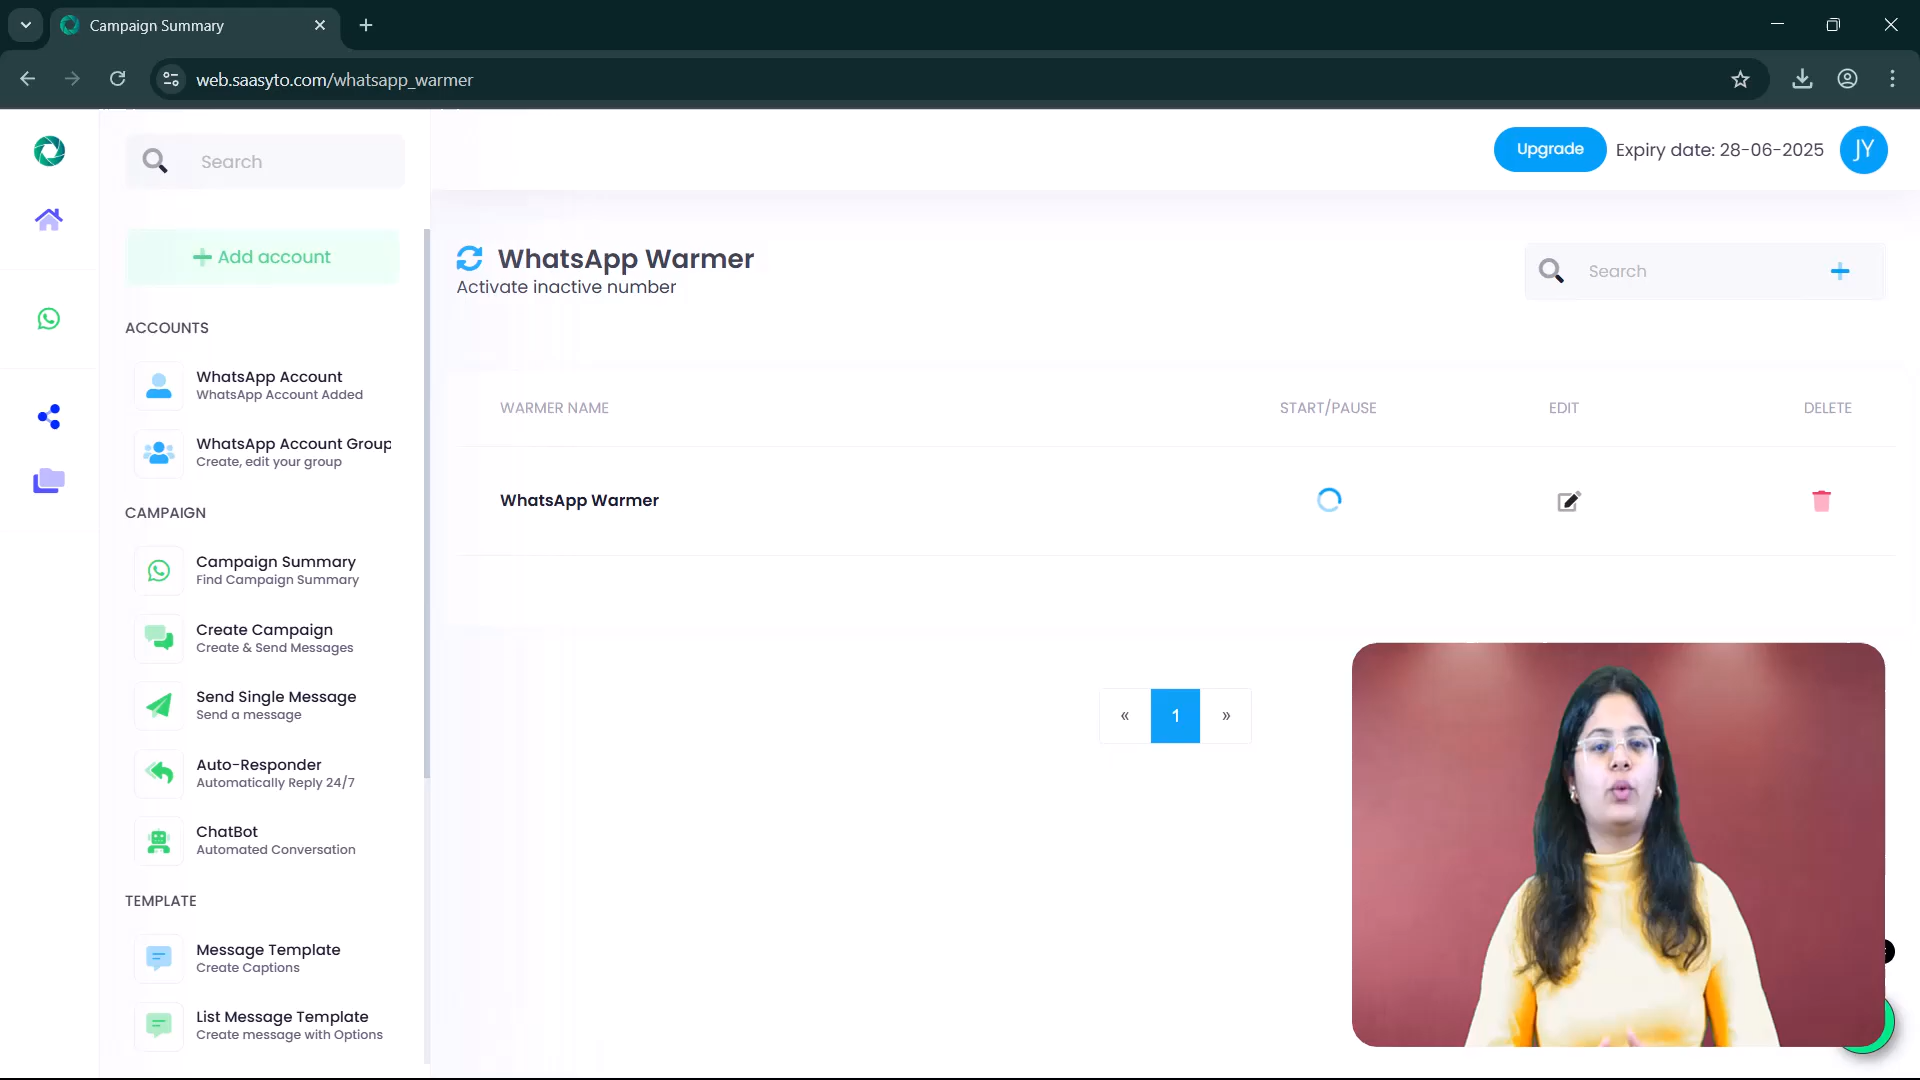 Campaign Summary
web.saasyto.com/whatsapp_warmer
Search
Upgrade
Expiry date: 28-06-2025
JY
Add account
WhatsApp Warmer
Activate inactive number
Search
ACCOUNTS
WhatsApp Account
WhatsApp Account Added
WhatsApp Account Group
Create, edit your group
CAMPAIGN
Campaign Summary
Find Campaign Summary
Create Campaign
Create & Send Messages
Send Single Message
Send a message
Auto-Responder
Automatically Reply 24/7
ChatBot
Automated Conversation
TEMPLATE
Message Template
Create Captions
List Message Template
Create message with Options
WARMER NAME START/PAUSE EDIT DELETE
WhatsApp Warmer
« 1 »